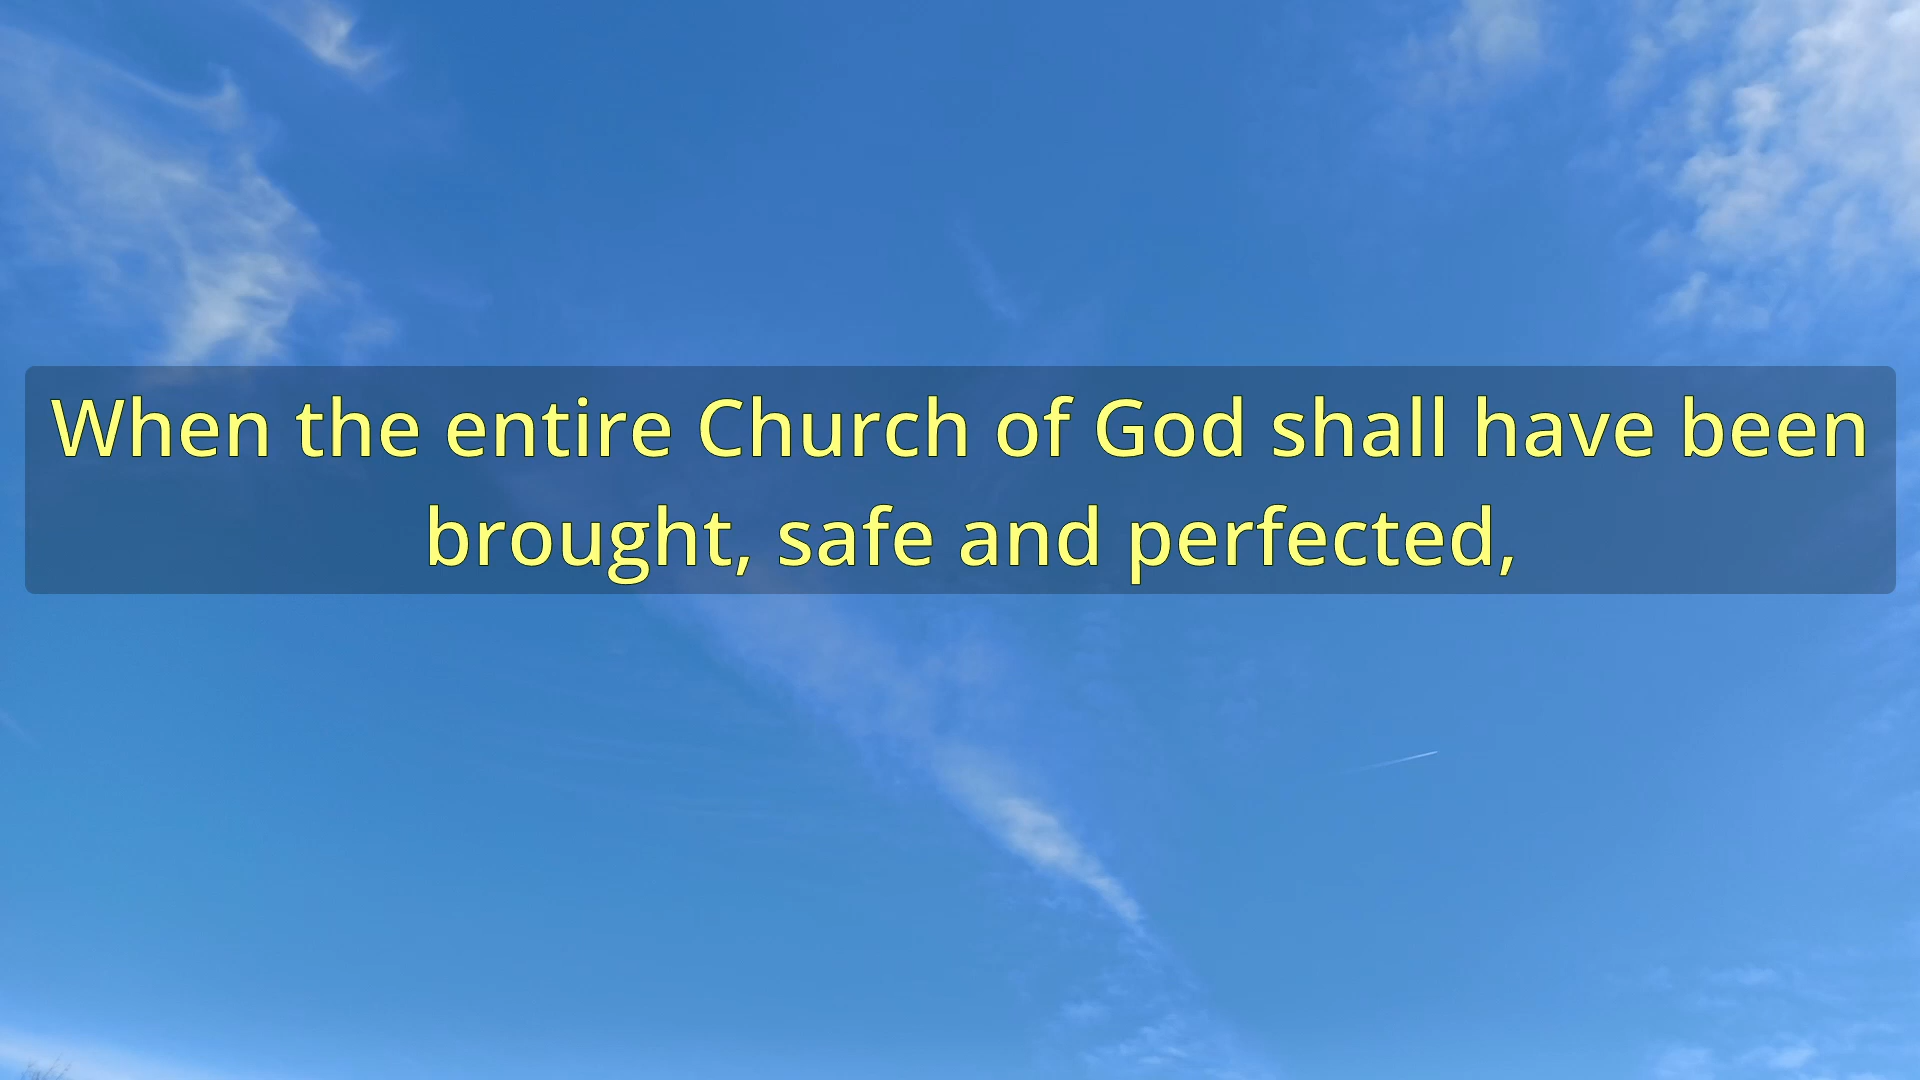 When the entire Church of God shall have been
brought, safe and perfected,